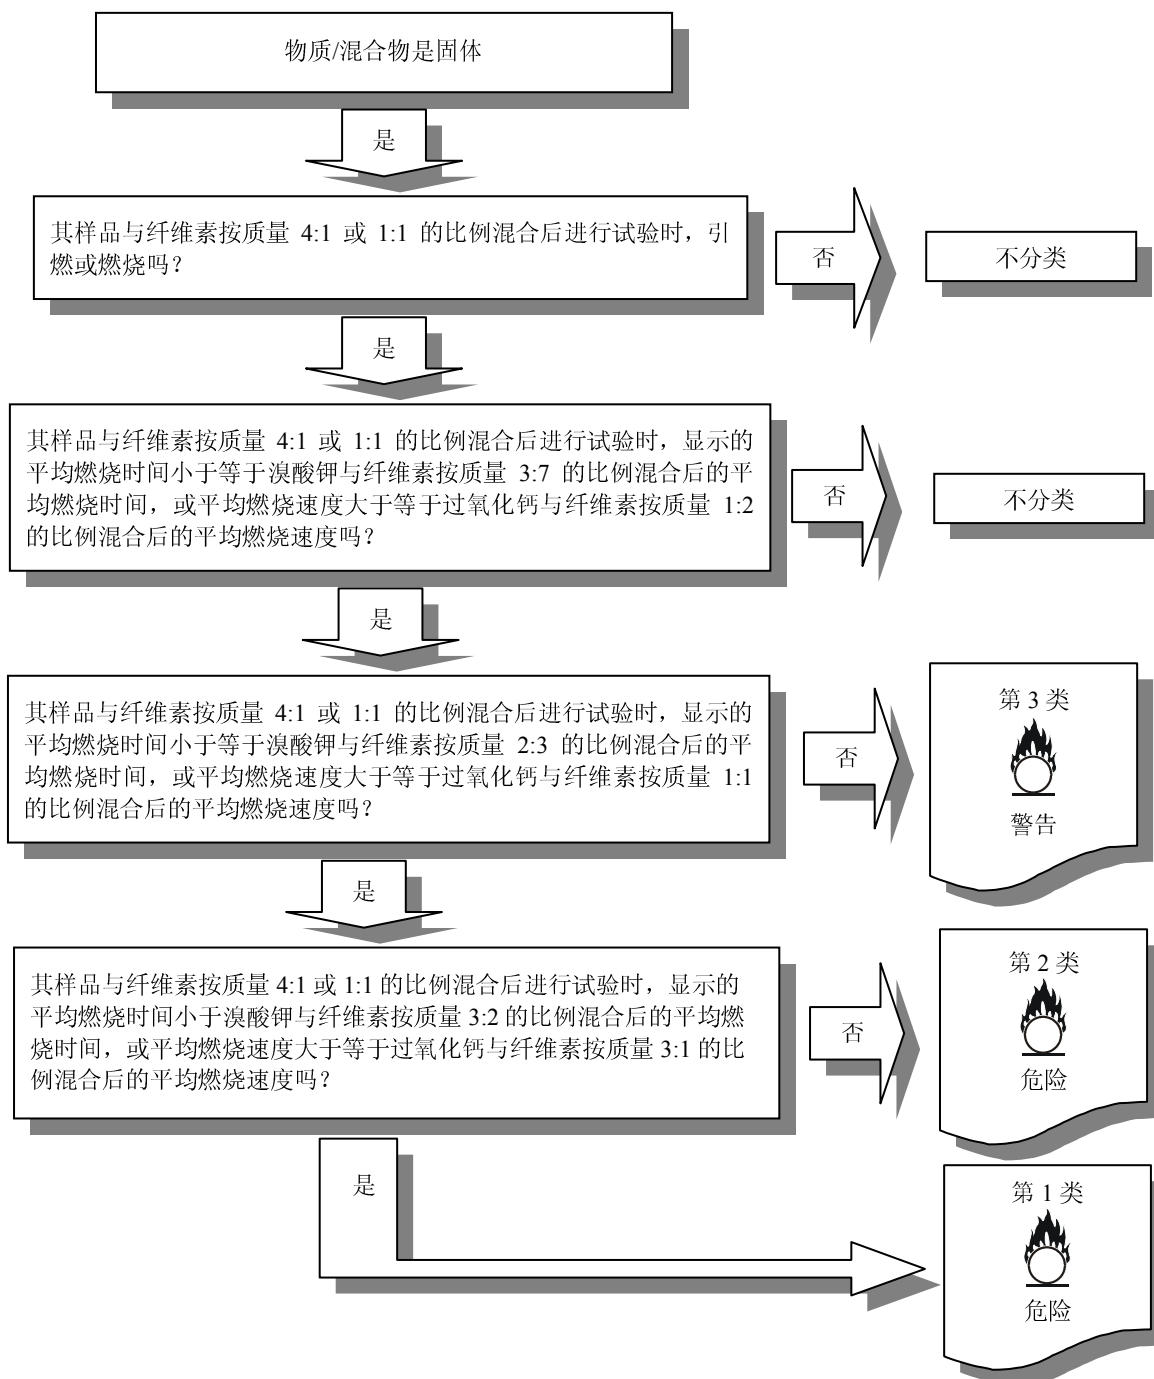 物质/混合物是固体
是
其样品与纤维素按质量 4:1 或 1:1 的比例混合后进行试验时，引
燃或燃烧吗？
否
不分类
是
其样品与纤维素按质量 4:1 或 1:1 的比例混合后进行试验时，显示的
平均燃烧时间小于等于溴酸钾与纤维素按质量 3:7 的比例混合后的平
均燃烧时间，或平均燃烧速度大于等于过氧化钙与纤维素按质量 1:2
的比例混合后的平均燃烧速度吗？
否
不分类
是
其样品与纤维素按质量 4:1 或 1:1 的比例混合后进行试验时，显示的
平均燃烧时间小于等于溴酸钾与纤维素按质量 2:3 的比例混合后的平
均燃烧时间，或平均燃烧速度大于等于过氧化钙与纤维素按质量 1:1
的比例混合后的平均燃烧速度吗？
否
第 3 类
警告
是
其样品与纤维素按质量 4:1 或 1:1 的比例混合后进行试验时，显示的
平均燃烧时间小于溴酸钾与纤维素按质量 3:2 的比例混合后的平均燃
烧时间，或平均燃烧速度大于等于过氧化钙与纤维素按质量 3:1 的比
例混合后的平均燃烧速度吗？
否
第 2 类
危险
是
第 1 类
危险